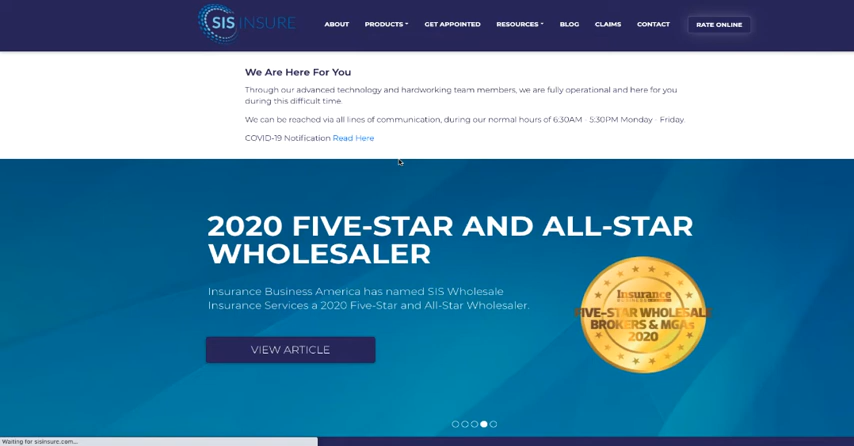 SIS INSURE
ABOUT
PRODUCTS
GET APPOINTED
RESOURCES
BLOG
CLAIMS
CONTACT
RATE ONLINE
We Are Here For You
Through our advanced technology and hardworking team members, we are fully operational and here for you
during this difficult time.
We can be reached via all lines of communication, during our normal hours of 6:30AM - 5:30PM Monday - Friday.
COVID-19 Notification Read Here
2020 FIVE-STAR AND ALL-STAR
WHOLESALER
Insurance Business America has named SIS Wholesale
Insurance Services a 2020 Five-Star and All-Star Wholesaler.
VIEW ARTICLE
Insurance
BUSINESS
FIVE-STAR WHOLESALE
BROKERS & MGAs
2020
Waiting for sisinsure.com...